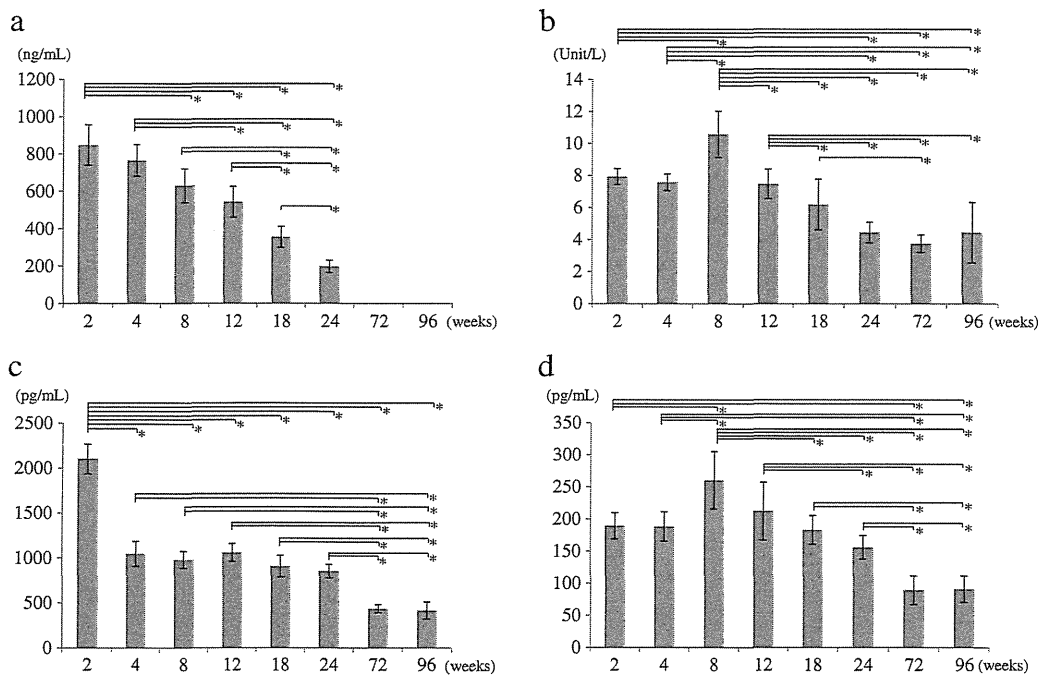 a
(ng/mL)
1200
1000
800
600
400
200
0
2 4 8 12 18 24 72 96 (weeks)
* * * *
* * *
* *
* *
*
b
(Unit/L)
14
12
10
8
6
4
2
0
2 4 8 12 18 24 72 96 (weeks)
* * * *
* * * *
* * * * *
* * * *
*
c
(pg/mL)
2500
2000
1500
1000
500
0
2 4 8 12 18 24 72 96 (weeks)
* * * * * * *
* *
* *
* *
* *
* *
d
(pg/mL)
350
300
250
200
150
100
50
0
2 4 8 12 18 24 72 96 (weeks)
* * *
* * *
* * * *
* * *
* *
* *